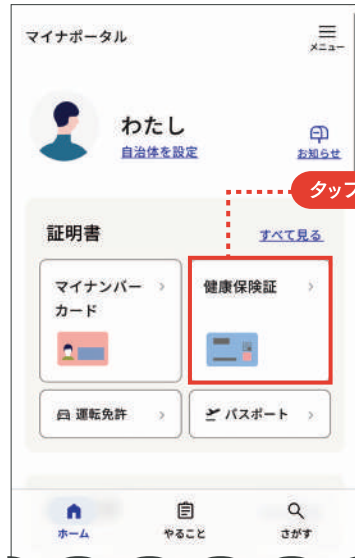 マイナポータル
メニュー
わたし
自治体を設定
お知らせ
タップ
証明書
すべて見る
マイナンバー
カード
健康保険証
運転免許
パスポート
ホーム
やること
さがす